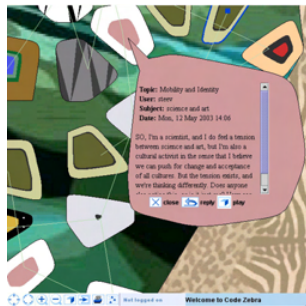 Topic: Mobility and Identity
User: steev
Subject: science and art
Date: Mon, 12 May 2003 14:06
SO, I'm a scientist, and I do feel a tension
between science and art, but I'm also a
cultural activist in the sense that I believe
we can push for change and acceptance
of all cultures. But the tension exists, and
we're thinking differently. Does anyone
close reply play
Not logged on Welcome to Code Zebra